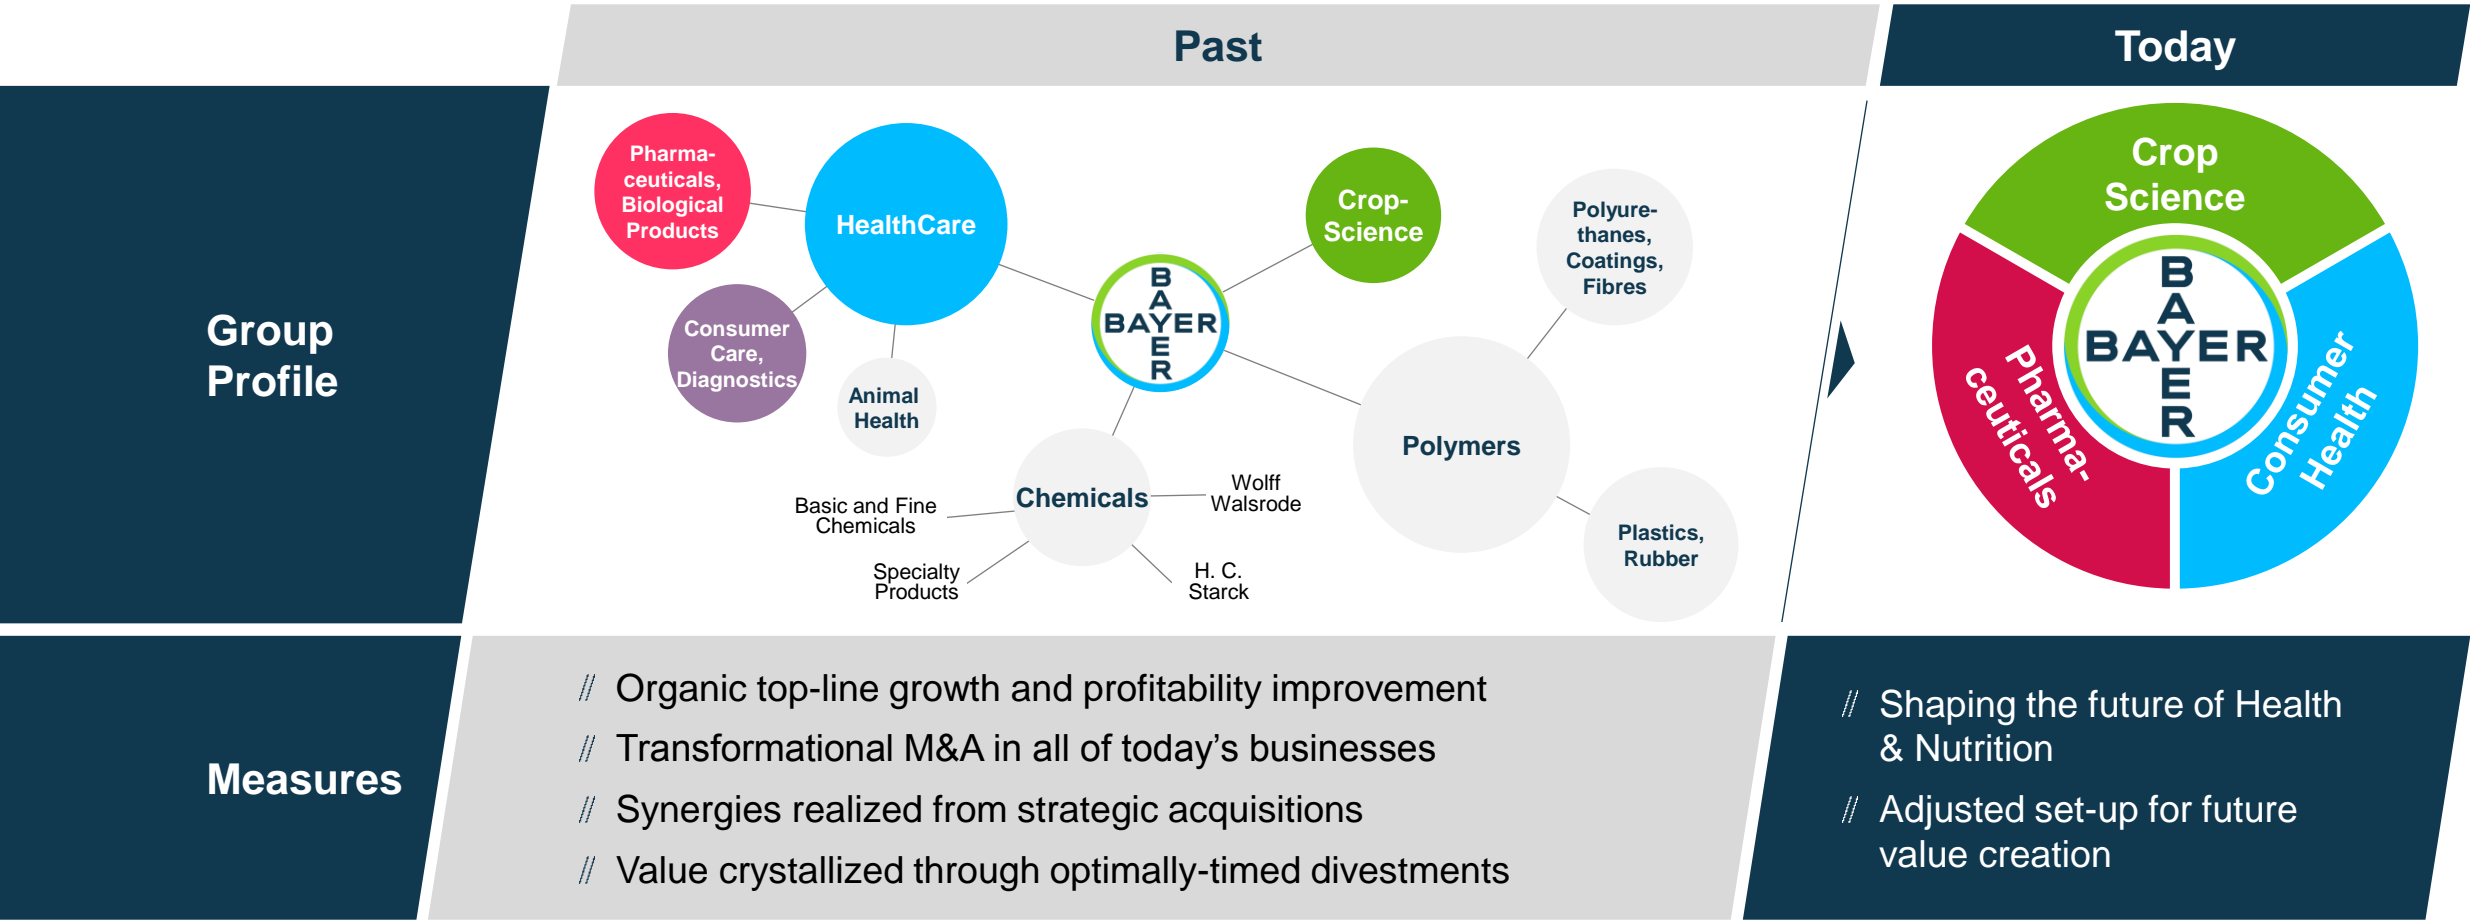 Past
Today
Group
Profile
Pharma-
ceuticals,
Biological
Products
HealthCare
Consumer
Care,
Diagnostics
Animal
Health
BAYER
BAYER
Crop-
Science
Polyure-
thanes,
Coatings,
Fibres
Polymers
Plastics,
Rubber
Chemicals
Basic and Fine
Chemicals
Specialty
Products
Wolff
Walsrode
H. C.
Starck
Crop
Science
Pharma-
ceuticals
BAYER
BAYER
Consumer
Health
Measures
// Organic top-line growth and profitability improvement
// Transformational M&A in all of today’s businesses
// Synergies realized from strategic acquisitions
// Value crystallized through optimally-timed divestments
// Shaping the future of Health
& Nutrition
// Adjusted set-up for future
value creation